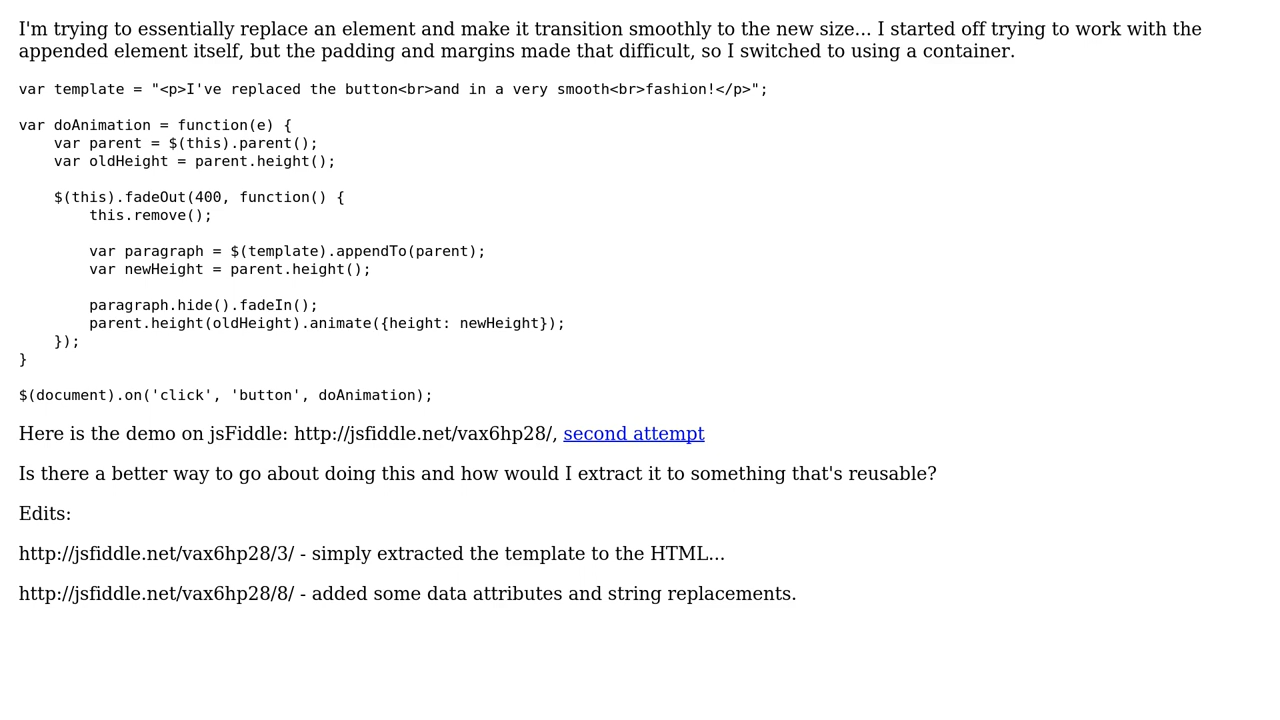 I'm trying to essentially replace an element and make it transition smoothly to the new size... I started off trying to work with the
appended element itself, but the padding and margins made that difficult, so I switched to using a container.
var template = "<p>I've replaced the button<br>and in a very smooth<br>fashion!</p>";
var doAnimation = function(e) {
    var parent = $(this).parent();
    var oldHeight = parent.height();
    $(this).fadeOut(400, function() {
        this.remove();
        var paragraph = $(template).appendTo(parent);
        var newHeight = parent.height();
        paragraph.hide().fadeIn();
        parent.height(oldHeight).animate({height: newHeight});
    });
}
$(document).on('click', 'button', doAnimation);
Here is the demo on jsFiddle: http://jsfiddle.net/vax6hp28/, second attempt
Is there a better way to go about doing this and how would I extract it to something that's reusable?
Edits:
http://jsfiddle.net/vax6hp28/3/ - simply extracted the template to the HTML...
http://jsfiddle.net/vax6hp28/8/ - added some data attributes and string replacements.